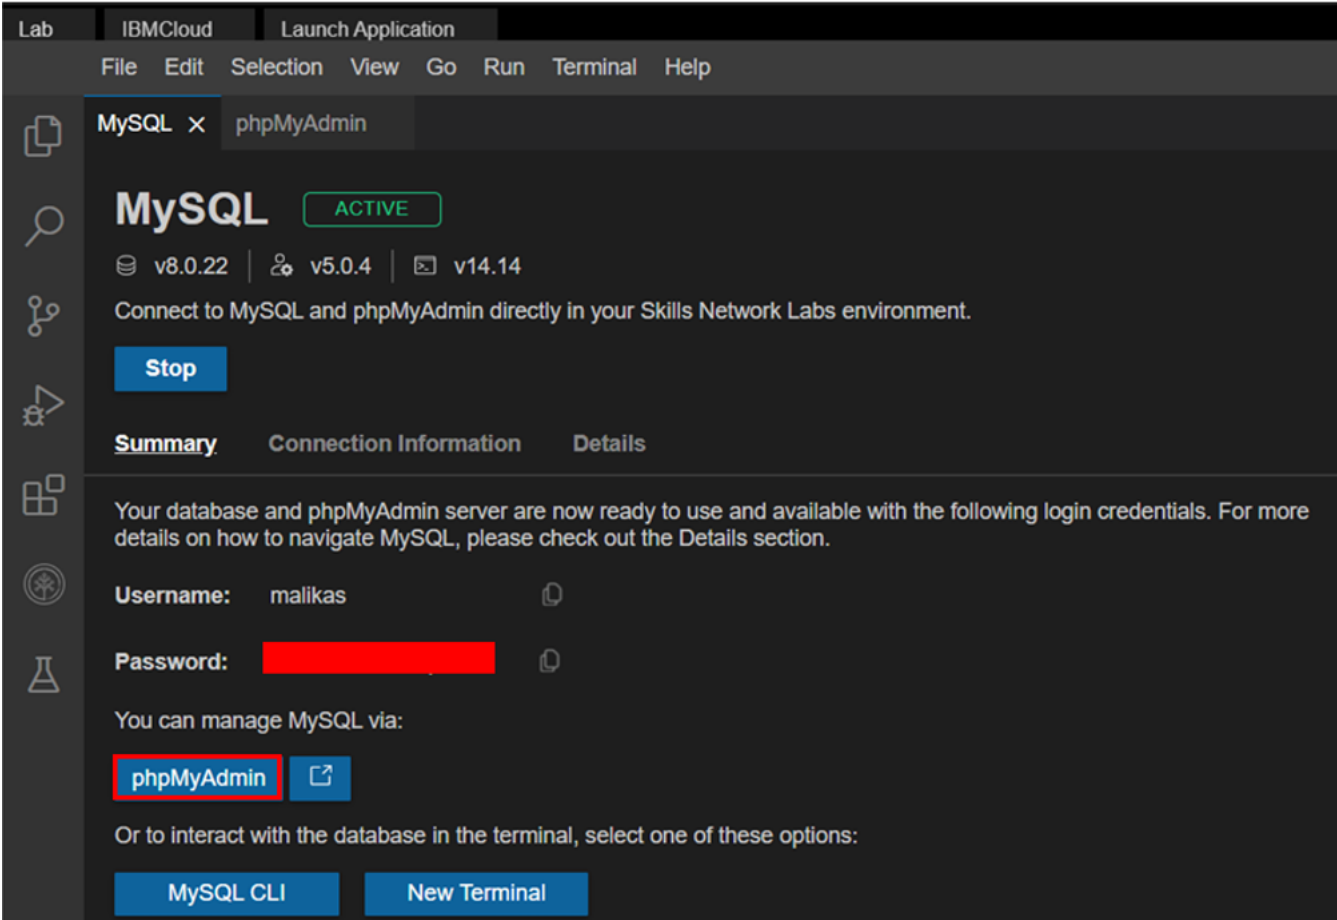 Lab IBMCloud Launch Application
File Edit Selection View Go Run Terminal Help
MySQL phpMyAdmin
MySQL ACTIVE
v8.0.22 v5.0.4 v14.14
Connect to MySQL and phpMyAdmin directly in your Skills Network Labs environment.
Stop
Summary Connection Information Details
Your database and phpMyAdmin server are now ready to use and available with the following login credentials. For more
details on how to navigate MySQL, please check out the Details section.
Username: malikas
Password:
You can manage MySQL via:
phpMyAdmin
Or to interact with the database in the terminal, select one of these options:
MySQL CLI New Terminal